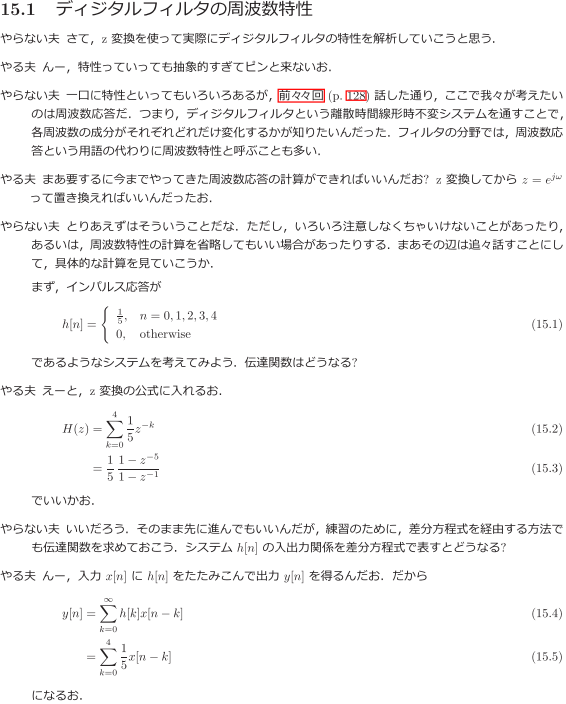 15.1 ディジタルフィルタの周波数特性
やらない夫 さて，z 変換を使って実際にディジタルフィルタの特性を解析していこうと思う．
やる夫 んー，特性っていっても抽象的すぎてピンと来ないお．
やらない夫 一口に特性といってもいろいろあるが，前々々回 (p. 128) 話した通り，ここで我々が考えたい
のは周波数応答だ．つまり，ディジタルフィルタという離散時間線形時不変システムを通すことで，
各周波数の成分がそれぞれどれだけ変化するかが知りたいんだった．フィルタの分野では，周波数応
答という用語の代わりに周波数特性と呼ぶことも多い．
やる夫 まあ要するに今までやってきた周波数応答の計算ができればいいんだお? z 変換してから z = e^{jω}
って置き換えればいいんだったお．
やらない夫 とりあえずはそういうことだな．ただし，いろいろ注意しなくちゃいけないことがあったり，
あるいは，周波数特性の計算を省略してもいい場合があったりする．まあその辺は追々話すことにし
て，具体的な計算を見ていこうか．
まず，インパルス応答が
h[n] = { 1/5, n = 0, 1, 2, 3, 4
0, otherwise (15.1)
であるようなシステムを考えてみよう．伝達関数はどうなる?
やる夫 えーと，z 変換の公式に入れるお．
H(z) = \sum_{k=0}^{4} \frac{1}{5} z^{-k} (15.2)
= \frac{1}{5} \frac{1 - z^{-5}}{1 - z^{-1}} (15.3)
でいいかお．
やらない夫 いいだろう．そのまま先に進んでもいいんだが，練習のために，差分方程式を経由する方法で
も伝達関数を求めておこう．システム h[n] の入出力関係を差分方程式で表すとどうなる?
やる夫 んー，入力 x[n] に h[n] をたたみこんで出力 y[n] を得るんだお．だから
y[n] = \sum_{k=0}^{∞} h[k]x[n − k] (15.4)
= \sum_{k=0}^{4} \frac{1}{5} x[n − k] (15.5)
になるお．